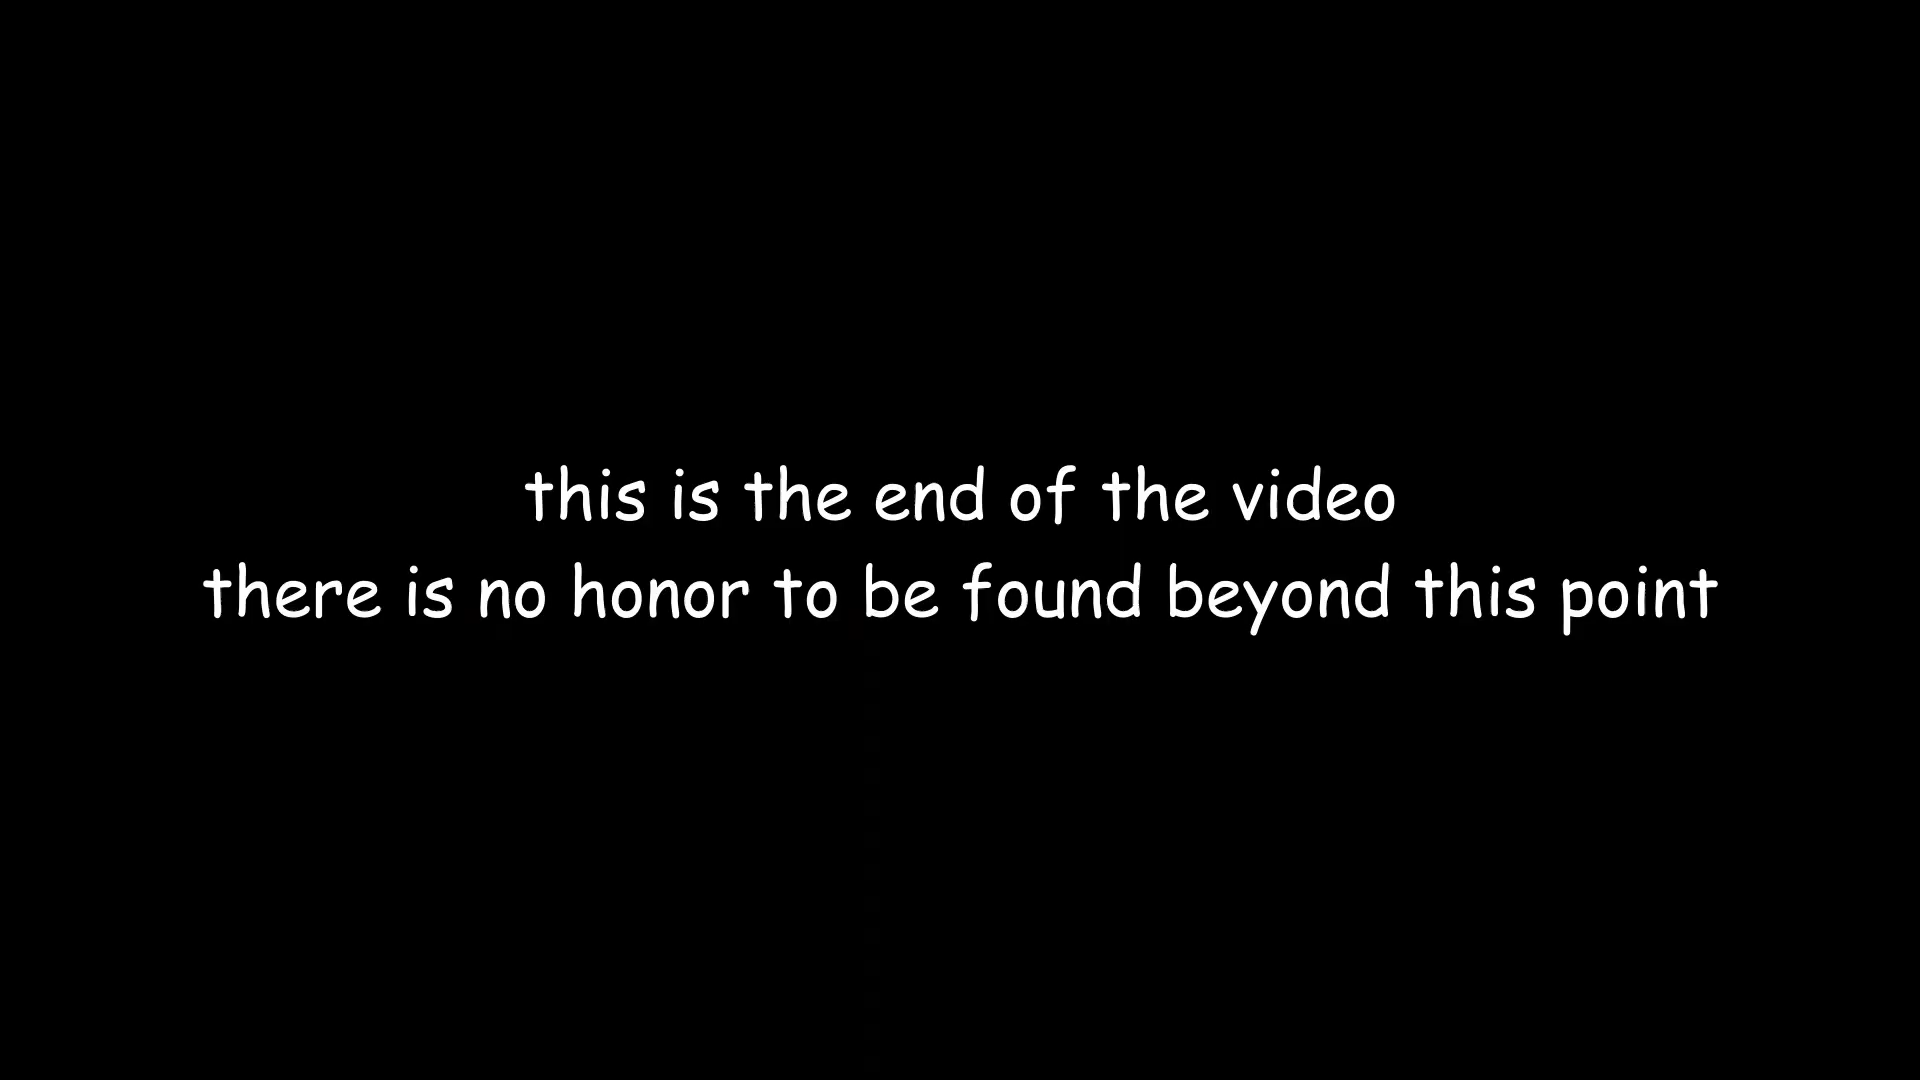 this is the end of the video
there is no honor to be found beyond this point